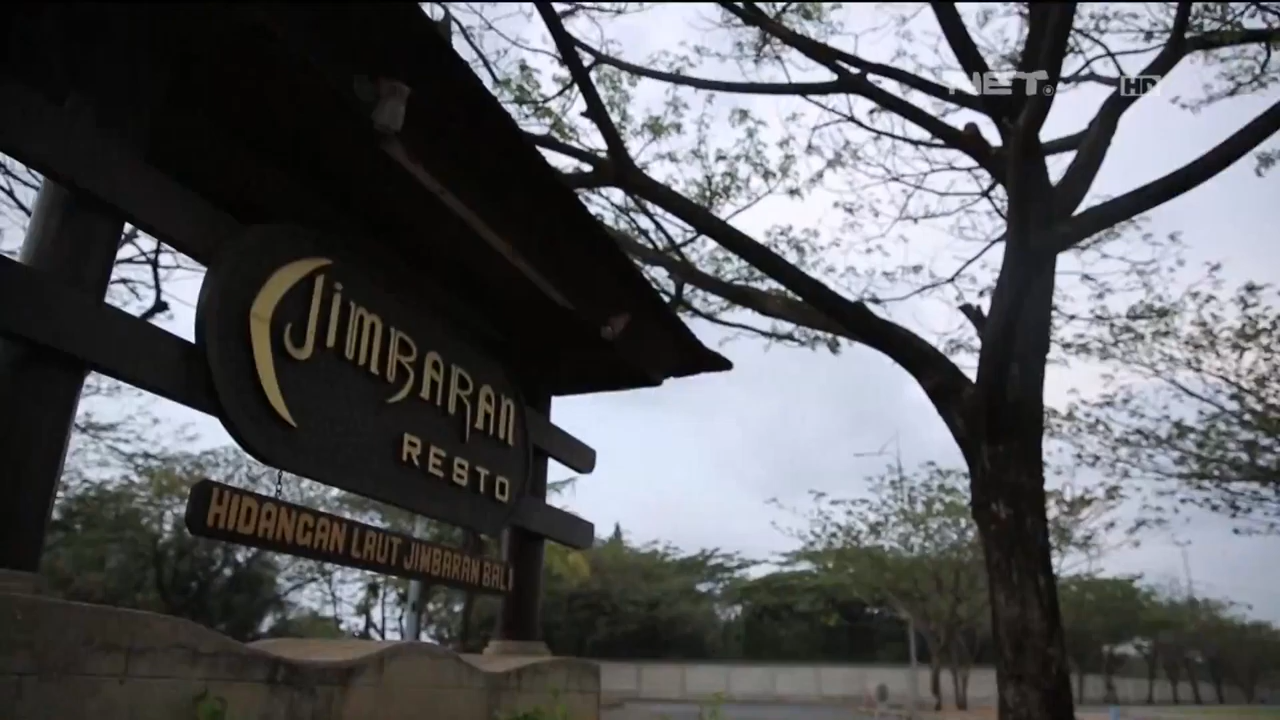 NET.
HD
JIMBARAN
RESTO
HIDANGAN LAUT JIMBARAN BALI